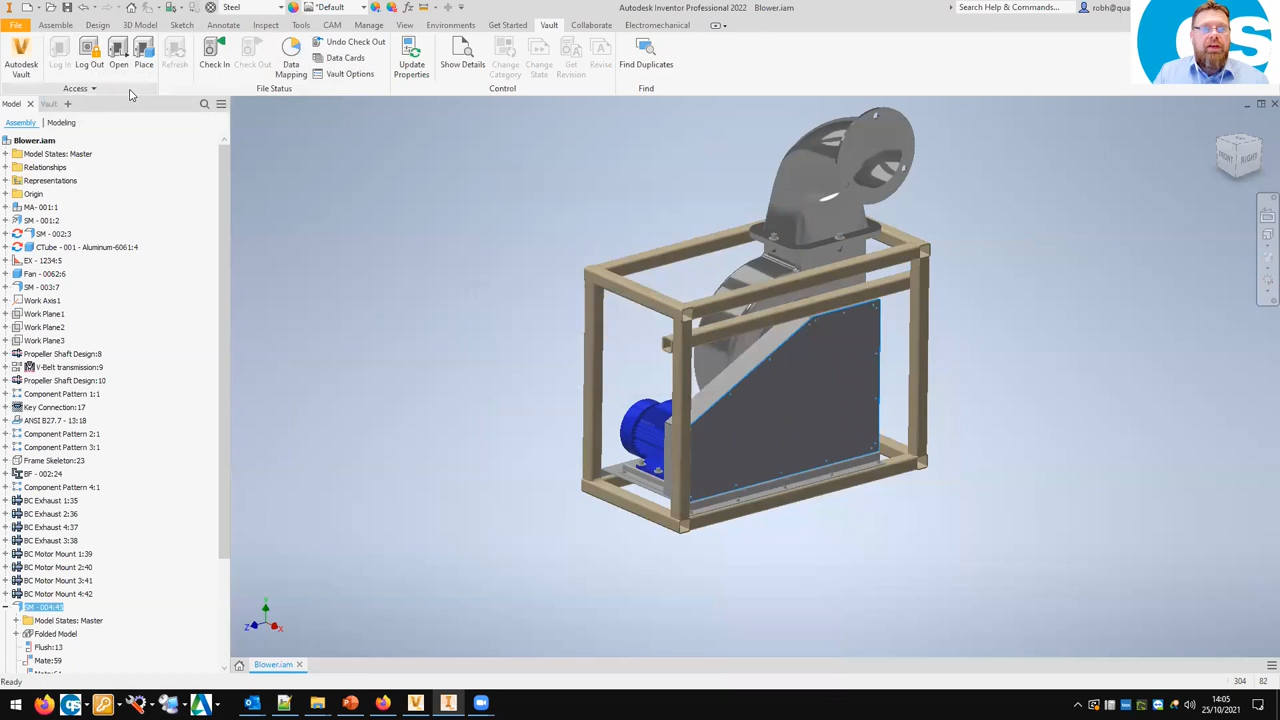 Steel
*Default
Autodesk Inventor Professional 2022 Blower.iam
Search Help & Commands...
robh@qua
File
Assemble
Design
3D Model
Sketch
Annotate
Inspect
Tools
CAM
Manage
View
Environments
Get Started
Vault
Collaborate
Electromechanical
Autodesk
Vault
Log In
Log Out
Open
Place
Refresh
Check In
Check Out
Data
Mapping
Undo Check Out
Data Cards
Vault Options
Update
Properties
Show Details
Change
Category
Change
State
Get
Revision
Revise
Find Duplicates
Access
File Status
Control
Find
Model
Vault
Assembly
Modeling
Blower.iam
Model States: Master
Relationships
Representations
Origin
MA- 001:1
SM - 001:2
SM - 002:3
CTube - 001 - Aluminum-6061:4
EX - 1234:5
Fan - 0062:6
SM - 003:7
Work Axis1
Work Plane1
Work Plane2
Work Plane3
Propeller Shaft Design:8
V-Belt transmission:9
Propeller Shaft Design:10
Component Pattern 1:1
Key Connection:17
ANSI B27.7 - 13:18
Component Pattern 2:1
Component Pattern 3:1
Frame Skeleton:23
BF - 002:24
Component Pattern 4:1
BC Exhaust 1:35
BC Exhaust 2:36
BC Exhaust 4:37
BC Exhaust 3:38
BC Motor Mount 1:39
BC Motor Mount 2:40
BC Motor Mount 3:41
BC Motor Mount 4:42
SM - 004:43
Model States: Master
Folded Model
Flush:13
Mate:59
FRONT
RIGHT
Y
Z
X
Blower.iam
Ready
304
82
14:05
25/10/2021